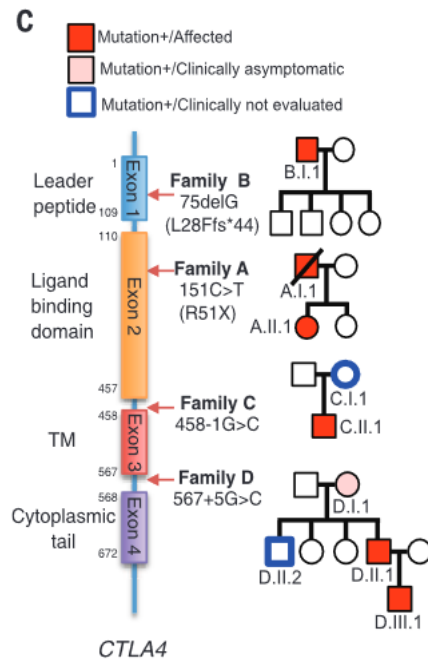 C
Mutation+/Affected
Mutation+/Clinically asymptomatic
Mutation+/Clinically not evaluated
Leader
peptide
1
109
Exon 1
Family B
75delG
(L28Ffs*44)
B.I.1
Ligand
binding
domain
110
457
Exon 2
Family A
151C>T
(R51X)
A.I.1
A.II.1
TM
458
567
Exon 3
Family C
458-1G>C
C.I.1
C.II.1
Cytoplasmic
tail
568
672
Exon 4
Family D
567+5G>C
D.I.1
D.II.2
D.II.1
D.III.1
CTLA4